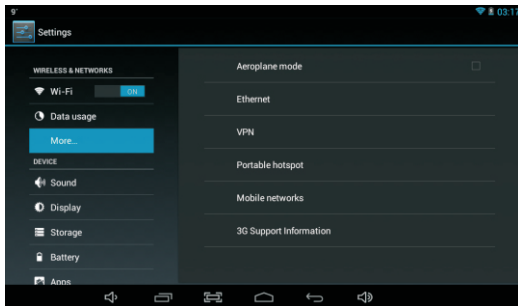 9"
03:17
Settings
WIRELESS & NETWORKS
Wi-Fi
ON
Data usage
More...
DEVICE
Sound
Display
Storage
Battery
Apps
Aeroplane mode
Ethernet
VPN
Portable hotspot
Mobile networks
3G Support Information